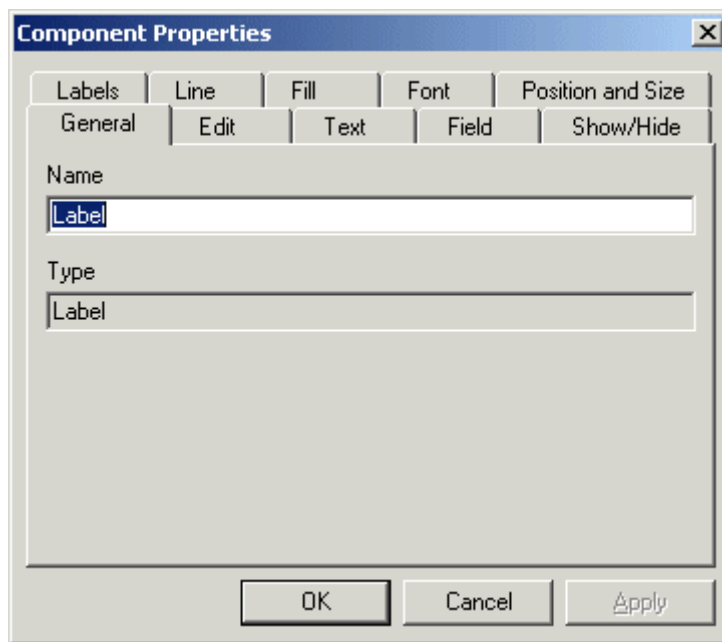 Component Properties
Labels Line Fill Font Position and Size
General Edit Text Field Show/Hide
Name
Label
Type
Label
OK Cancel Apply